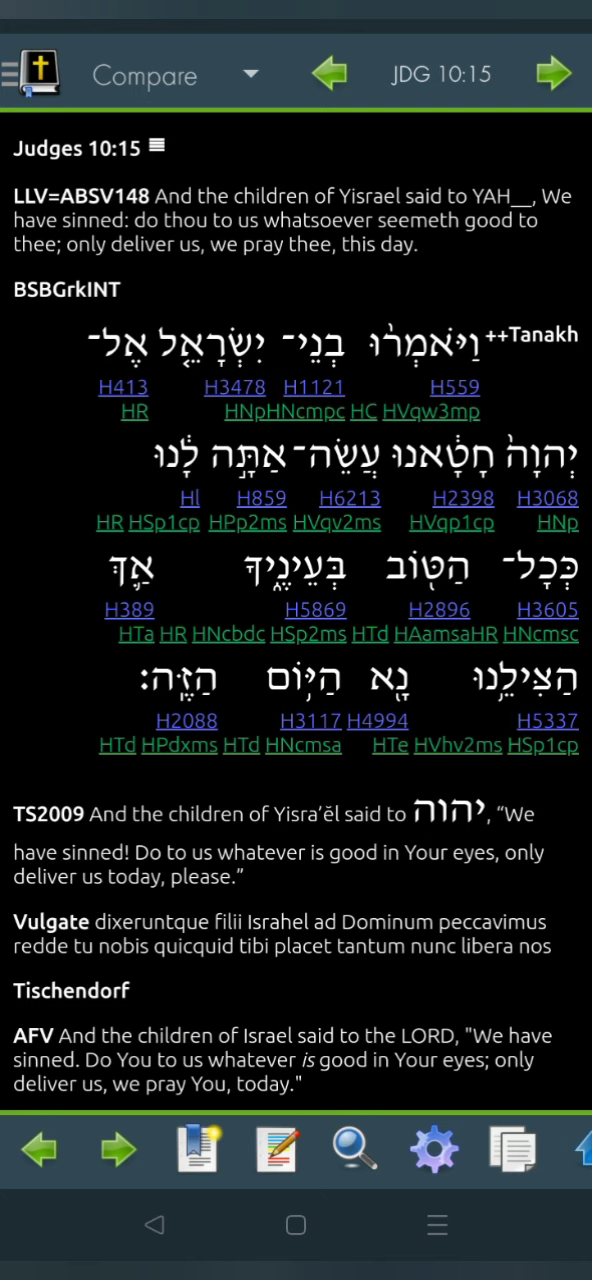 Compare
JDG 10:15
Judges 10:15
LLV=ABSV148 And the children of Yisrael said to YAH__, We
have sinned: do thou to us whatsoever seemeth good to
thee; only deliver us, we pray thee, this day.
BSBGrkINT
++Tanakh וַיֹּאמְר֨וּ בְנֵי־ יִשְׂרָאֵ֤ל אֶל־
H413 H3478 H1121 H559
HR HNpHNcmpc HC HVqw3mp
יְהוָה֙ חָטָ֔אנוּ עֲשֵׂה־ אַתָּ֣ה לָ֔נוּ
Hl H859 H6213 H2398 H3068
HR HSp1cp HPp2ms HVqv2ms HVqp1cp HNp
כְּכָל־ הַטּ֖וֹב בְּעֵינֶ֑יךָ אַ֛ךְ
H389 H5869 H2896 H3605
HTa HR HNcbdc HSp2ms HTd HAamsaHR HNcmsc
הַצִּילֵ֥נוּ נָ֖א הַיּ֥וֹם הַזֶּֽה׃
H2088 H3117 H4994 H5337
HTd HPdxms HTd HNcmsa HTe HVhv2ms HSp1cp
TS2009 And the children of Yisra’ĕl said to יהוה, “We
have sinned! Do to us whatever is good in Your eyes, only
deliver us today, please.”
Vulgate dixeruntque filii Israhel ad Dominum peccavimus
redde tu nobis quicquid tibi placet tantum nunc libera nos
Tischendorf
AFV And the children of Israel said to the LORD, "We have
sinned. Do You to us whatever is good in Your eyes; only
deliver us, we pray You, today."